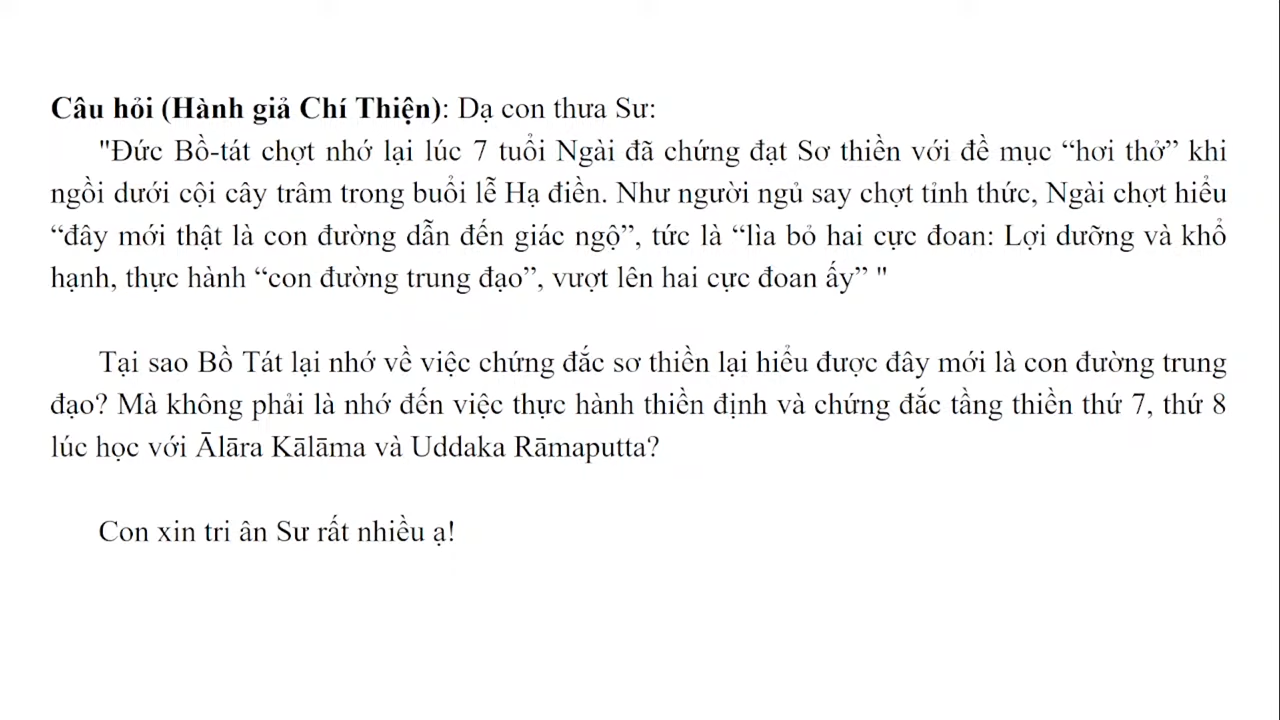 Câu hỏi (Hành giả Chí Thiện): Dạ con thưa Sư:
"Đức Bồ-tát chợt nhớ lại lúc 7 tuổi Ngài đã chứng đạt Sơ thiền với đề mục “hơi thở” khi
ngồi dưới cội cây trâm trong buổi lễ Hạ điền. Như người ngủ say chợt tỉnh thức, Ngài chợt hiểu
“đây mới thật là con đường dẫn đến giác ngộ”, tức là “lìa bỏ hai cực đoan: Lợi dưỡng và khổ
hạnh, thực hành “con đường trung đạo”, vượt lên hai cực đoan ấy” "
Tại sao Bồ Tát lại nhớ về việc chứng đắc sơ thiền lại hiểu được đây mới là con đường trung
đạo? Mà không phải là nhớ đến việc thực hành thiền định và chứng đắc tầng thiền thứ 7, thứ 8
lúc học với Ālāra Kālāma và Uddaka Rāmaputta?
Con xin tri ân Sư rất nhiều ạ!